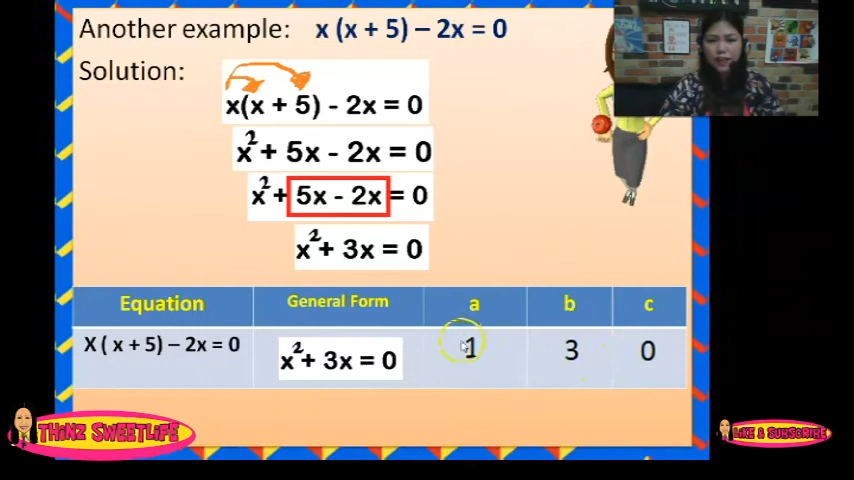 Another example: x (x + 5) – 2x = 0
Solution:
x(x + 5) - 2x = 0
x² + 5x - 2x = 0
x² + 5x - 2x = 0
x² + 3x = 0
Equation General Form a b c
X ( x + 5) – 2x = 0 x² + 3x = 0 1 3 0
THINZ SWEETLIFE
LIKE & SUBSCRIBE